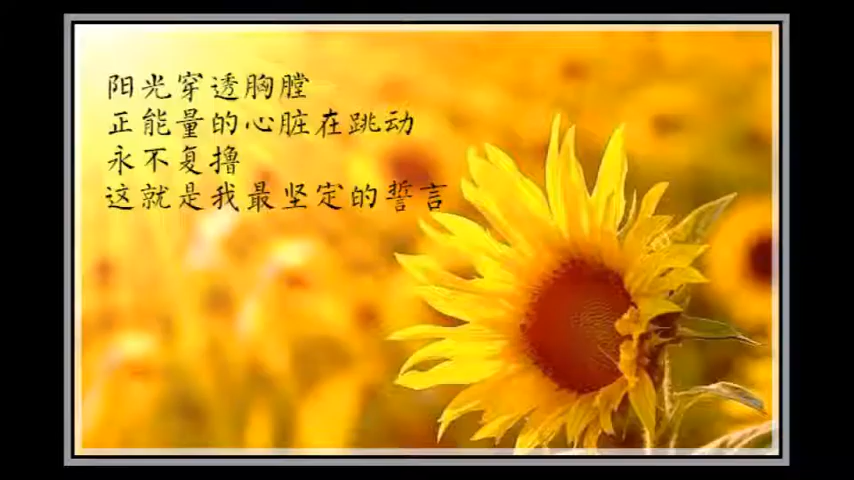 阳光穿透胸膛
正能量的心脏在跳动
永不复撸
这就是我最坚定的誓言